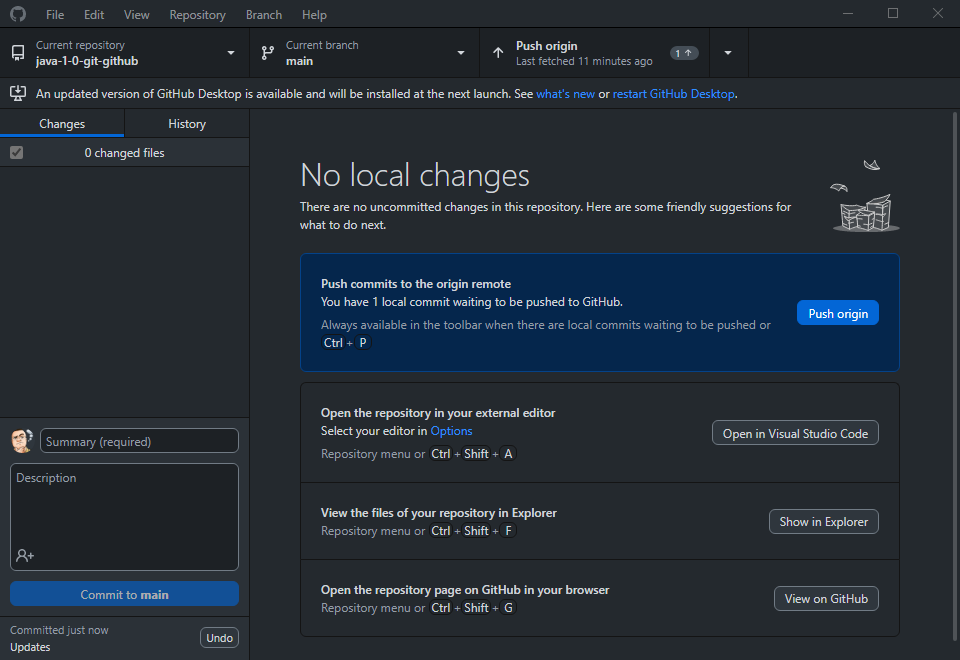 File Edit View Repository Branch Help
Current repository
java-1-0-git-github
Current branch
main
Push origin
Last fetched 11 minutes ago
1
An updated version of GitHub Desktop is available and will be installed at the next launch. See what's new or restart GitHub Desktop.
Changes
History
0 changed files
No local changes
There are no uncommitted changes in this repository. Here are some friendly suggestions for
what to do next.
Push commits to the origin remote
You have 1 local commit waiting to be pushed to GitHub.
Always available in the toolbar when there are local commits waiting to be pushed or
Ctrl + P
Push origin
Open the repository in your external editor
Select your editor in Options
Repository menu or Ctrl + Shift + A
Open in Visual Studio Code
View the files of your repository in Explorer
Repository menu or Ctrl + Shift + F
Show in Explorer
Open the repository page on GitHub in your browser
Repository menu or Ctrl + Shift + G
View on GitHub
Summary (required)
Description
Commit to main
Committed just now
Updates
Undo